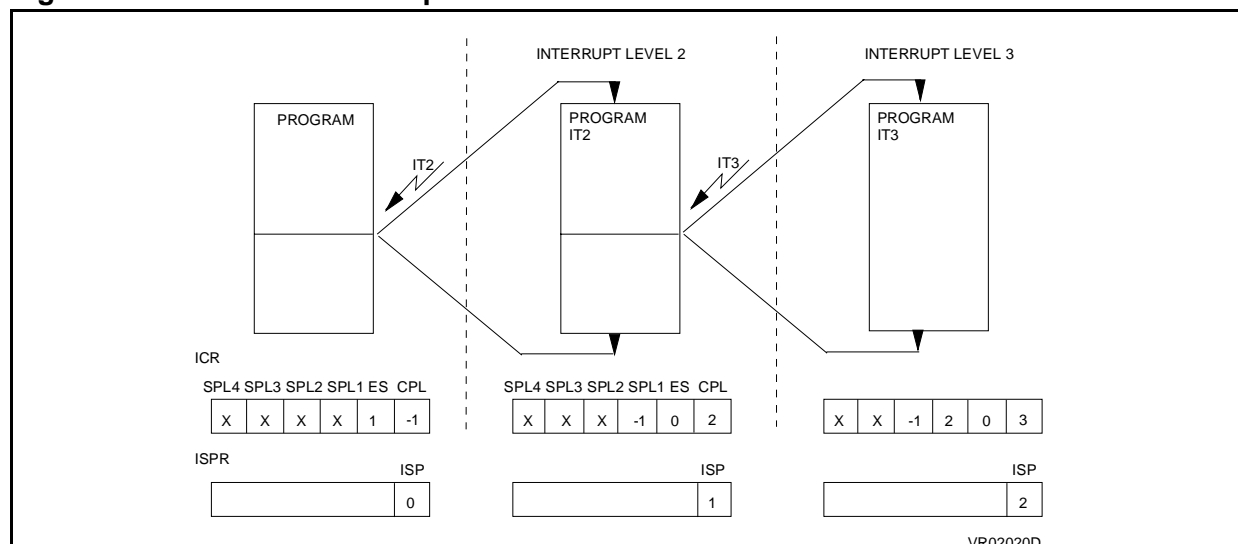 INTERRUPT LEVEL 2
INTERRUPT LEVEL 3
PROGRAM
PROGRAM
IT2
PROGRAM
IT3
IT2
IT3
ICR
SPL4 SPL3 SPL2 SPL1 ES CPL
SPL4 SPL3 SPL2 SPL1 ES CPL
X X X X 1 -1
X X X -1 0 2
X X -1 2 0 3
ISPR
ISP
ISP
ISP
0
1
2
VR02020D